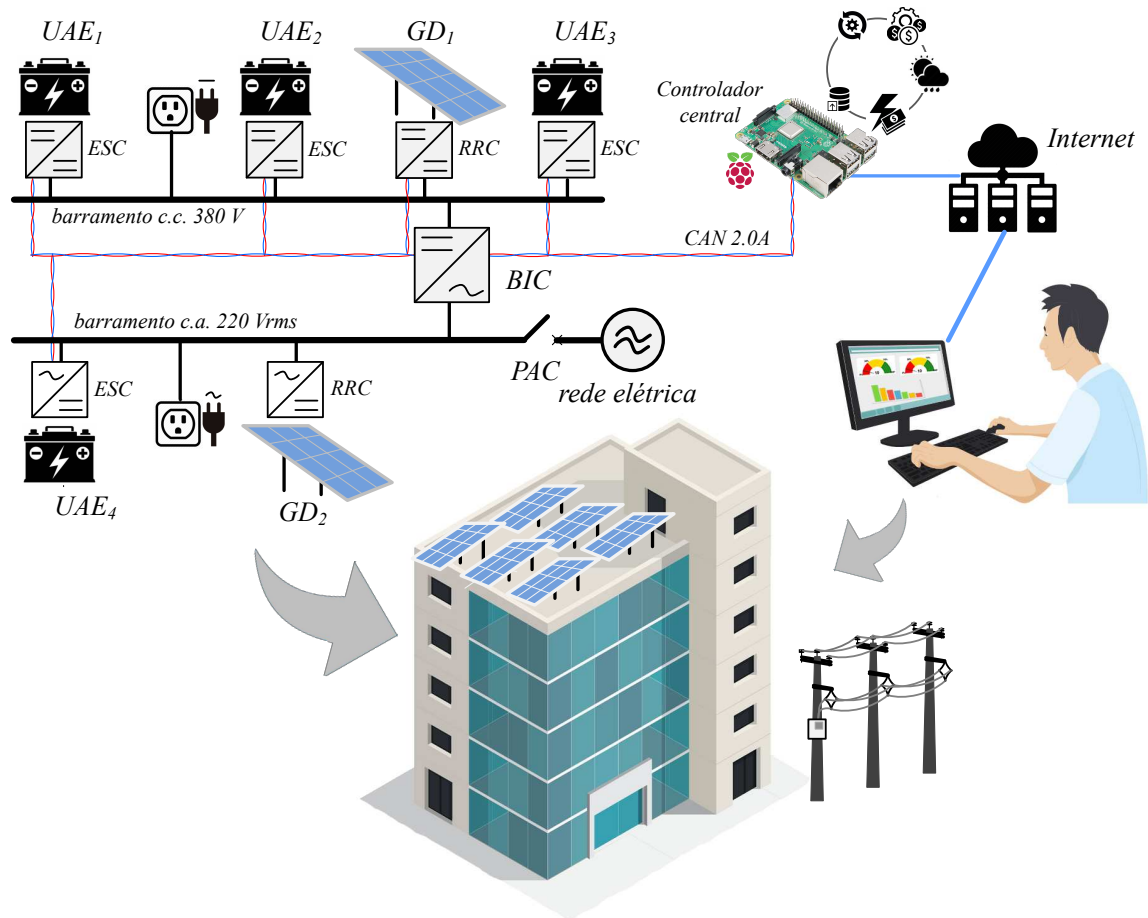 UAE₁
UAE₂
GD₁
UAE₃
ESC
ESC
RRC
ESC
Controlador
central
Internet
barramento c.c. 380 V
CAN 2.0A
BIC
barramento c.a. 220 Vrms
PAC
rede elétrica
ESC
RRC
UAE₄
GD₂